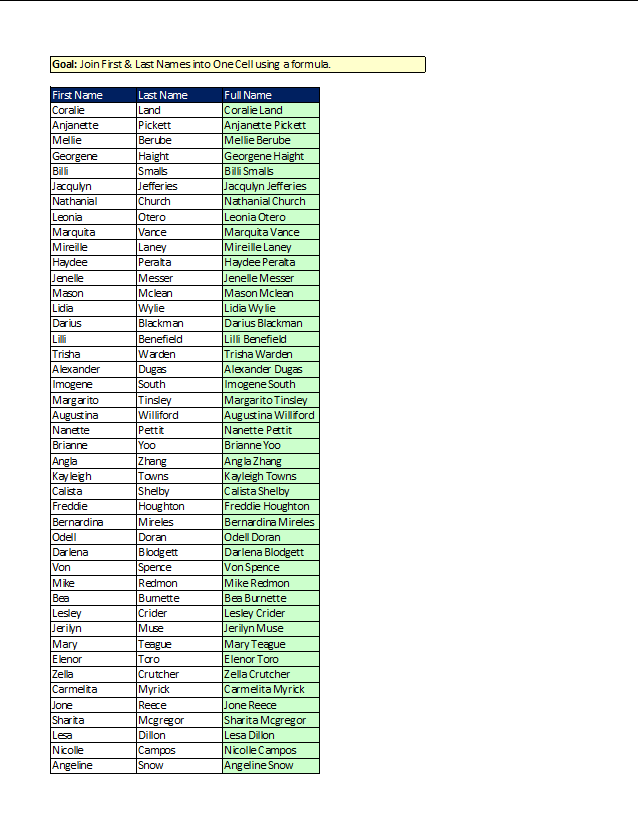 Goal: Join First & Last Names into One Cell using a formula.
First Name Last Name Full Name
Coralie Land Coralie Land
Anjanette Pickett Anjanette Pickett
Mellie Berube Mellie Berube
Georgene Haight Georgene Haight
Billi Smalls Billi Smalls
Jacqulyn Jefferies Jacqulyn Jefferies
Nathanial Church Nathanial Church
Leonia Otero Leonia Otero
Marquita Vance Marquita Vance
Mireille Laney Mireille Laney
Haydee Peralta Haydee Peralta
Jenelle Messer Jenelle Messer
Mason Mclean Mason Mclean
Lidia Wylie Lidia Wylie
Darius Blackman Darius Blackman
Lilli Benefield Lilli Benefield
Trisha Warden Trisha Warden
Alexander Dugas Alexander Dugas
Imogene South Imogene South
Margarito Tinsley Margarito Tinsley
Augustina Williford Augustina Williford
Nanette Pettit Nanette Pettit
Brianne Yoo Brianne Yoo
Angla Zhang Angla Zhang
Kayleigh Towns Kayleigh Towns
Calista Shelby Calista Shelby
Freddie Houghton Freddie Houghton
Bernardina Mireles Bernardina Mireles
Odell Doran Odell Doran
Darlena Blodgett Darlena Blodgett
Von Spence Von Spence
Mike Redmon Mike Redmon
Bea Burnette Bea Burnette
Lesley Crider Lesley Crider
Jerilyn Muse Jerilyn Muse
Mary Teague Mary Teague
Elenor Toro Elenor Toro
Zella Crutcher Zella Crutcher
Carmelita Myrick Carmelita Myrick
Jone Reece Jone Reece
Sharita Mcgregor Sharita Mcgregor
Lesa Dillon Lesa Dillon
Nicolle Campos Nicolle Campos
Angeline Snow Angeline Snow